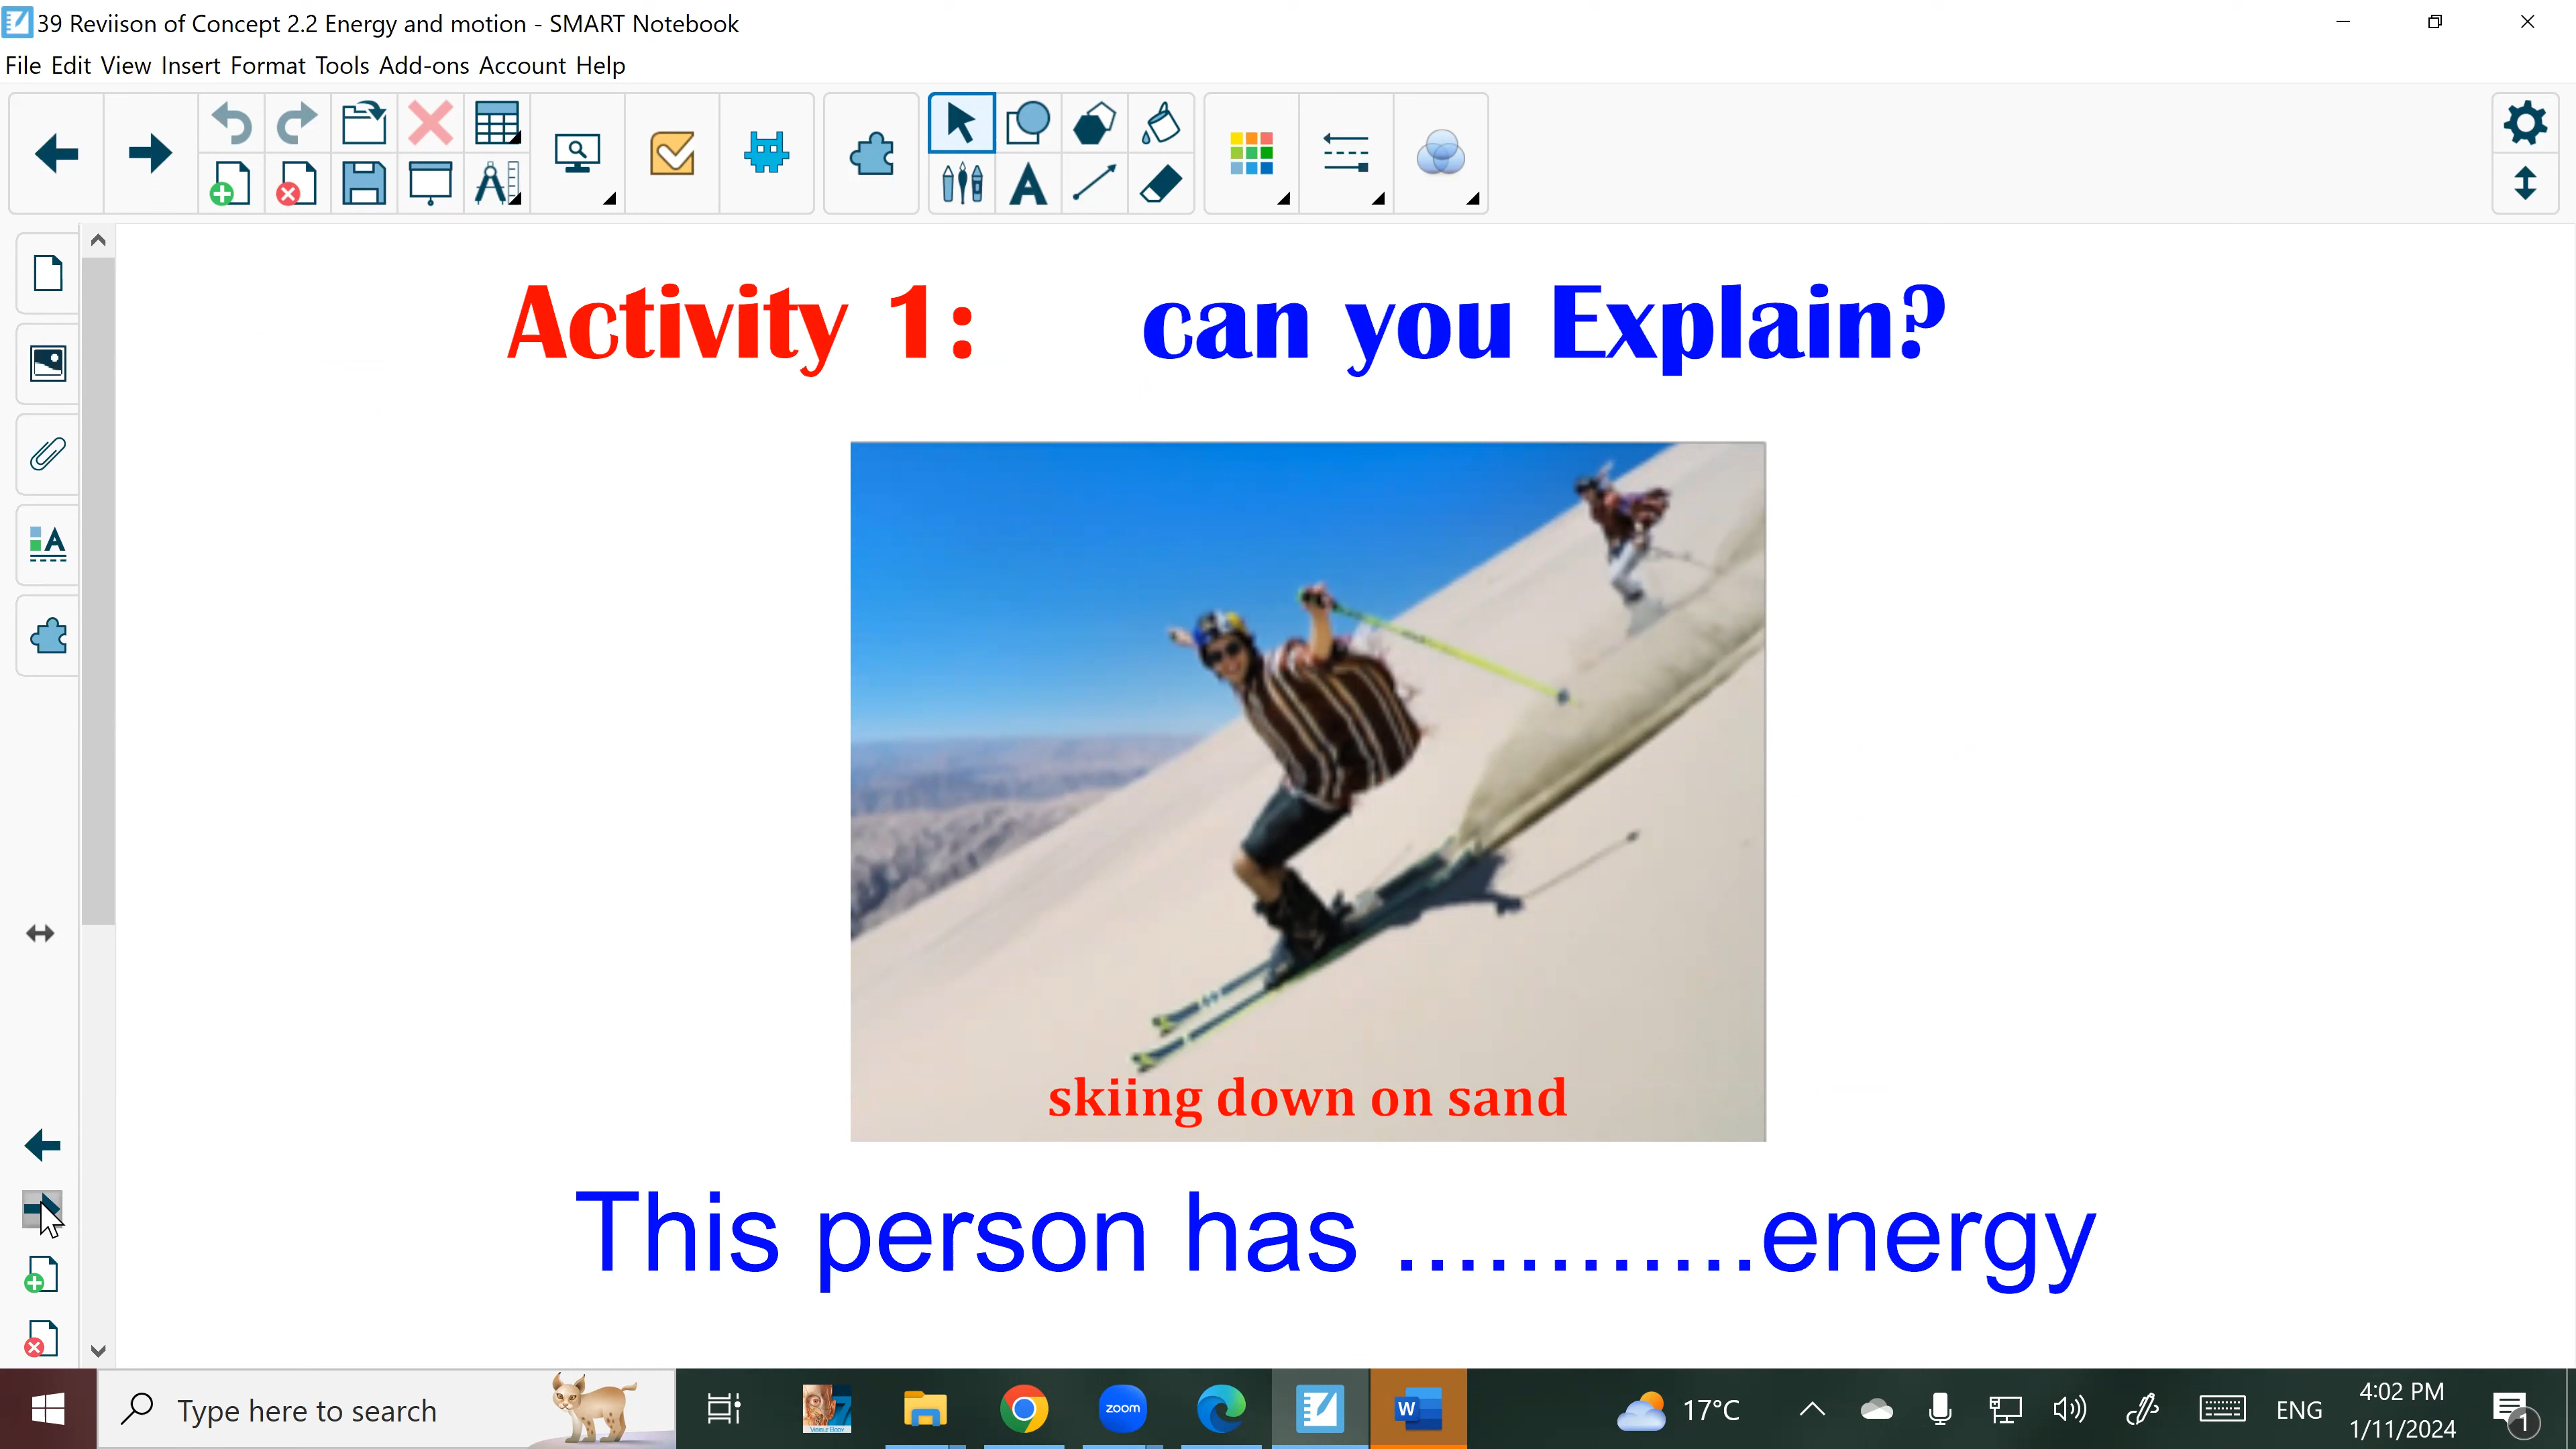 39 Reviison of Concept 2.2 Energy and motion - SMART Notebook
File Edit View Insert Format Tools Add-ons Account Help
Activity 1: can you Explain?
skiing down on sand
This person has ............energy
Type here to search
zoom
W
17°C
ENG
4:02 PM
1/11/2024
1